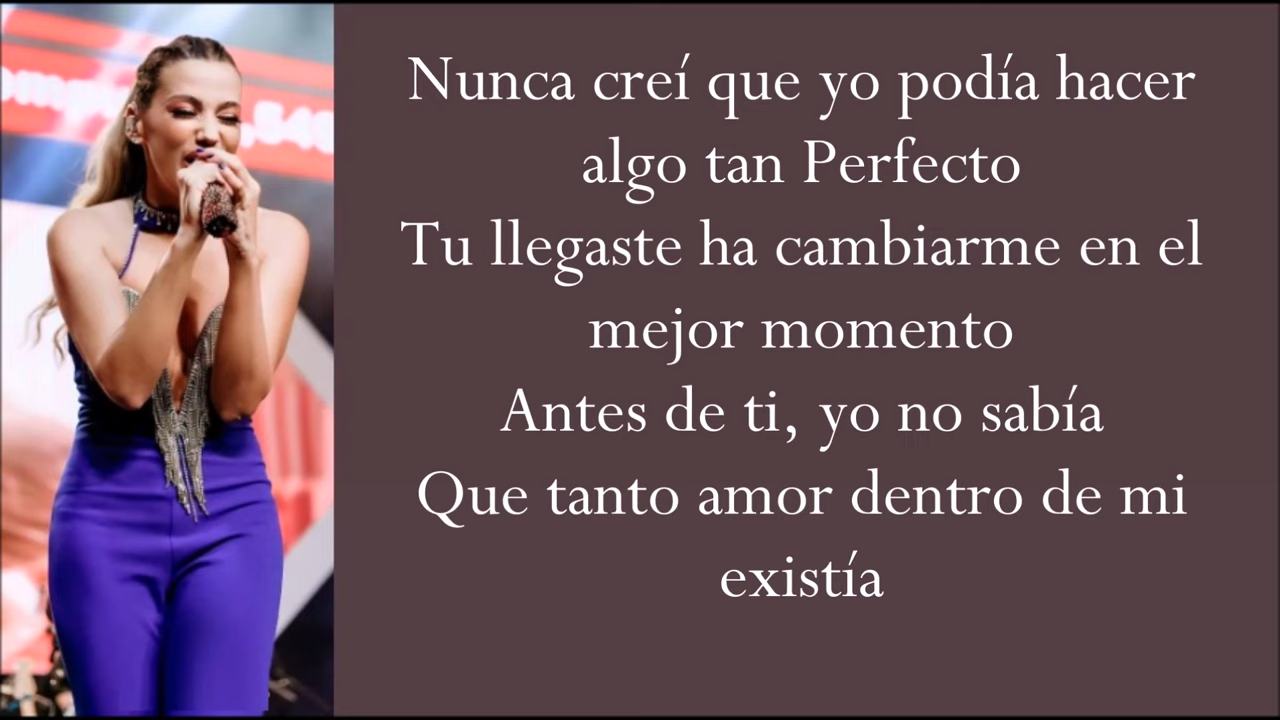 Nunca creí que yo podía hacer
algo tan Perfecto
Tu llegaste ha cambiarme en el
mejor momento
Antes de ti, yo no sabía
Que tanto amor dentro de mi
existía